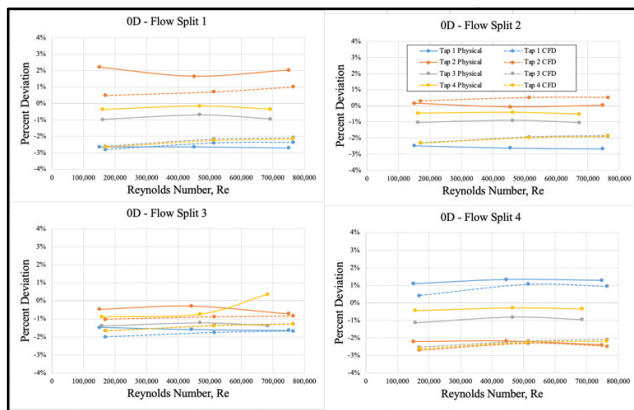 0D - Flow Split 1
4%
3%
2%
1%
0%
-1%
-2%
-3%
-4%
Percent Deviation
100,000 200,000 300,000 400,000 500,000 600,000 700,000 800,000
Reynolds Number, Re
0D - Flow Split 2
Tap 1 Physical Tap 1 CFD
Tap 2 Physical Tap 2 CFD
Tap 3 Physical Tap 3 CFD
Tap 4 Physical Tap 4 CFD
4%
3%
2%
1%
0%
-1%
-2%
-3%
-4%
Percent Deviation
100,000 200,000 300,000 400,000 500,000 600,000 700,000 800,000
Reynolds Number, Re
0D - Flow Split 3
4%
3%
2%
1%
0%
-1%
-2%
-3%
-4%
Percent Deviation
100,000 200,000 300,000 400,000 500,000 600,000 700,000 800,000
Reynolds Number, Re
0D - Flow Split 4
4%
3%
2%
1%
0%
-1%
-2%
-3%
-4%
Percent Deviation
100,000 200,000 300,000 400,000 500,000 600,000 700,000 800,000
Reynolds Number, Re